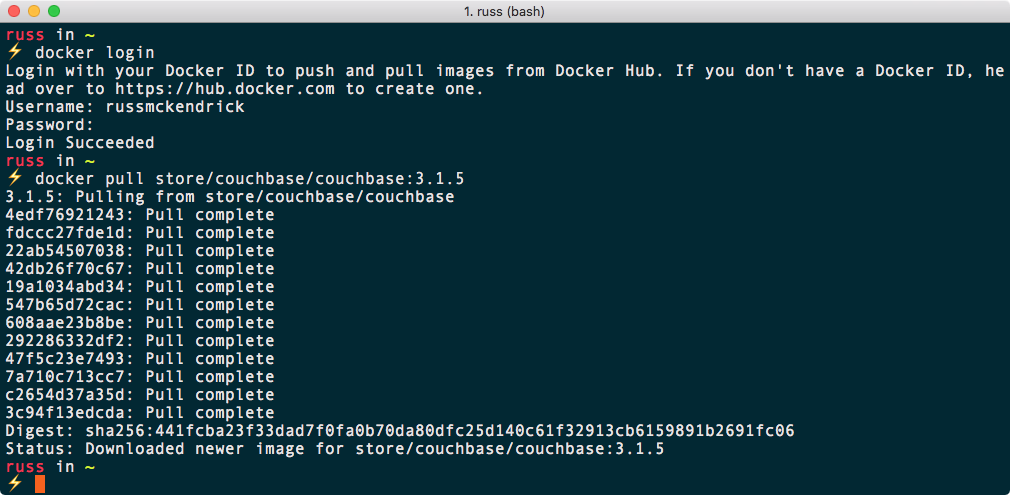 1. russ (bash)
russ in ~
⚡ docker login
Login with your Docker ID to push and pull images from Docker Hub. If you don't have a Docker ID, he
ad over to https://hub.docker.com to create one.
Username: russmckendrick
Password:
Login Succeeded
russ in ~
⚡ docker pull store/couchbase/couchbase:3.1.5
3.1.5: Pulling from store/couchbase/couchbase
4edf76921243: Pull complete
fdccc27fde1d: Pull complete
22ab54507038: Pull complete
42db26f70c67: Pull complete
19a1034abd34: Pull complete
547b65d72cac: Pull complete
608aae23b8be: Pull complete
292286332df2: Pull complete
47f5c23e7493: Pull complete
7a710c713cc7: Pull complete
c2654d37a35d: Pull complete
3c94f13edcda: Pull complete
Digest: sha256:441fcba23f33dad7f0fa0b70da80dfc25d140c61f32913cb6159891b2691fc06
Status: Downloaded newer image for store/couchbase/couchbase:3.1.5
russ in ~
⚡